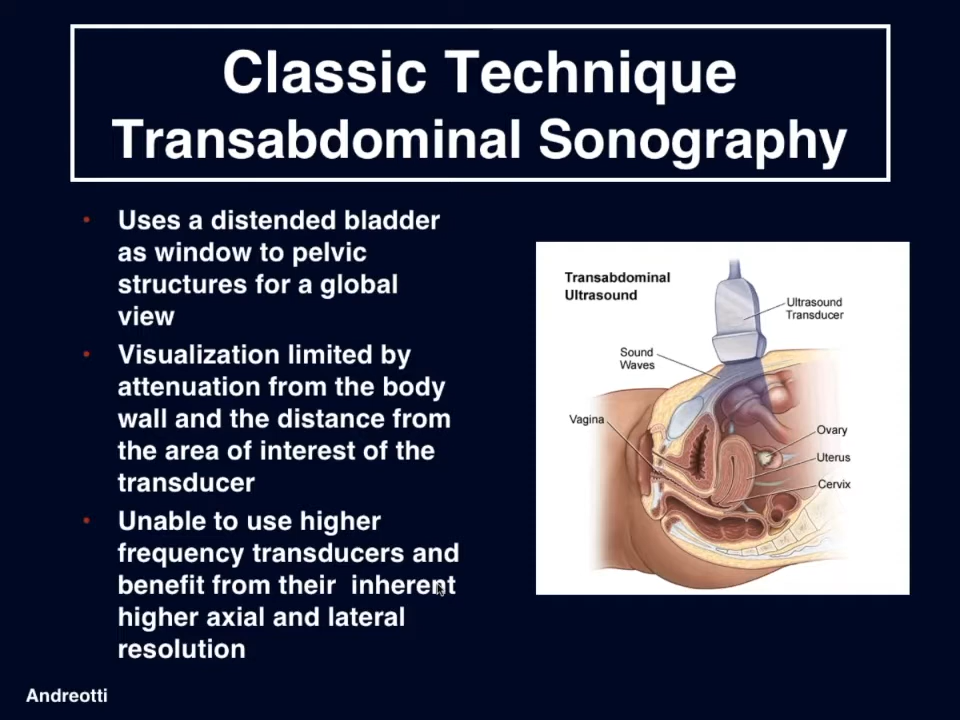 Classic Technique
Transabdominal Sonography
• Uses a distended bladder
as window to pelvic
structures for a global
view
• Visualization limited by
attenuation from the body
wall and the distance from
the area of interest of the
transducer
• Unable to use higher
frequency transducers and
benefit from their  inherent
higher axial and lateral
resolution
Transabdominal
Ultrasound
Ultrasound
Transducer
Sound
Waves
Vagina
Ovary
Uterus
Cervix
Andreotti